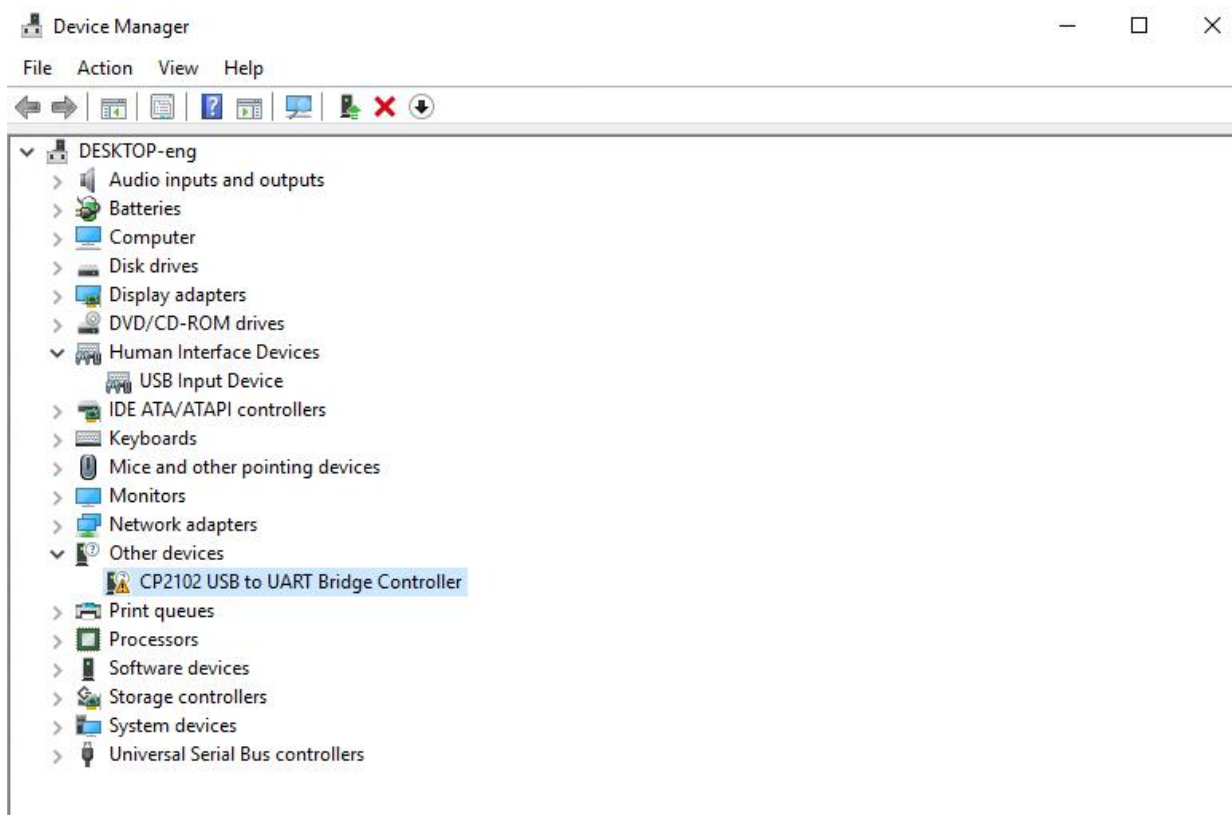 Device Manager
File Action View Help
DESKTOP-eng
Audio inputs and outputs
Batteries
Computer
Disk drives
Display adapters
DVD/CD-ROM drives
Human Interface Devices
USB Input Device
IDE ATA/ATAPI controllers
Keyboards
Mice and other pointing devices
Monitors
Network adapters
Other devices
CP2102 USB to UART Bridge Controller
Print queues
Processors
Software devices
Storage controllers
System devices
Universal Serial Bus controllers